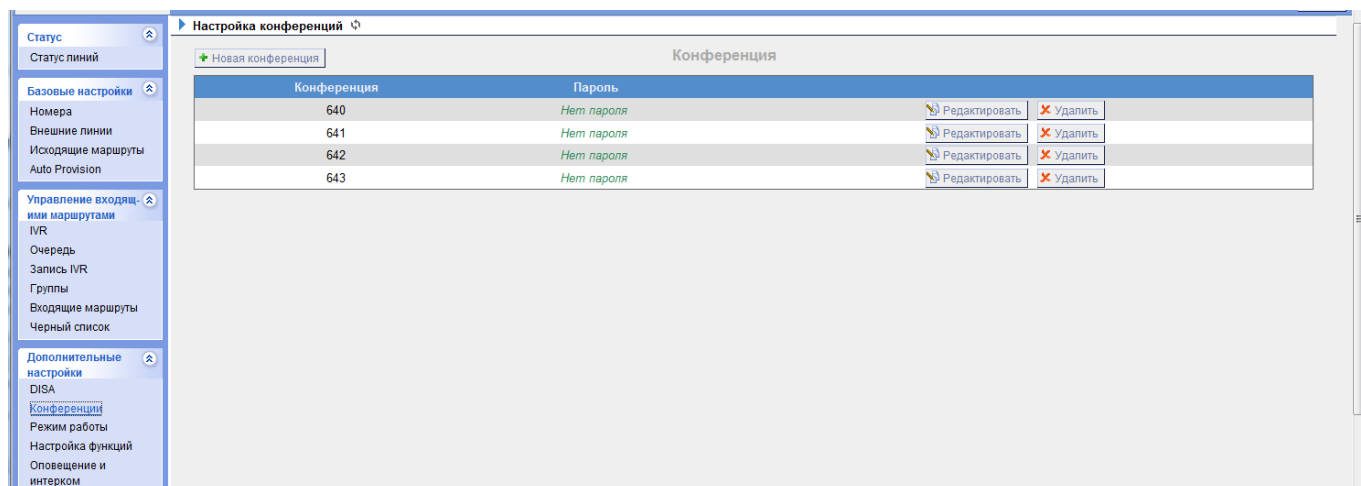 Статус
Статус линий
Базовые настройки
Номера
Внешние линии
Исходящие маршруты
Auto Provision
Управление входящ-
ими маршрутами
IVR
Очередь
Запись IVR
Группы
Входящие маршруты
Черный список
Дополнительные
настройки
DISA
Конференции
Режим работы
Настройка функций
Оповещение и
интерком
Настройка конференций
Новая конференция
Конференция
Конференция Пароль
640 Нет пароля Редактировать Удалить
641 Нет пароля Редактировать Удалить
642 Нет пароля Редактировать Удалить
643 Нет пароля Редактировать Удалить